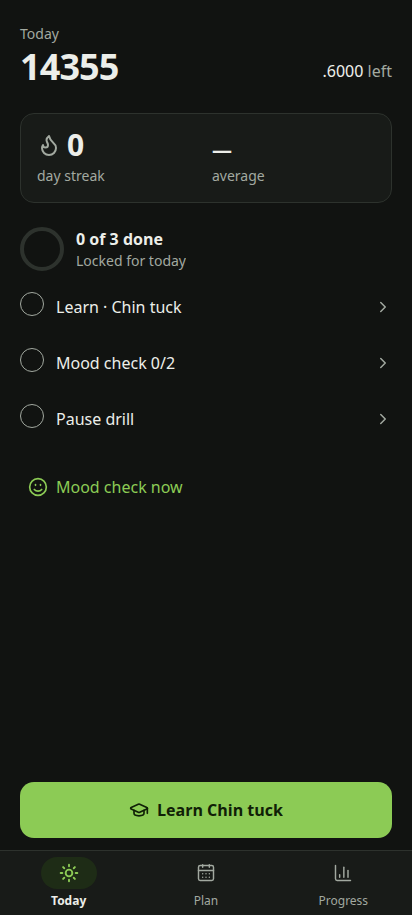 Today
14355
.6000 left
0
day streak
—
average
0 of 3 done
Locked for today
Learn · Chin tuck
Mood check 0/2
Pause drill
Mood check now
Learn Chin tuck
Today
Plan
Progress